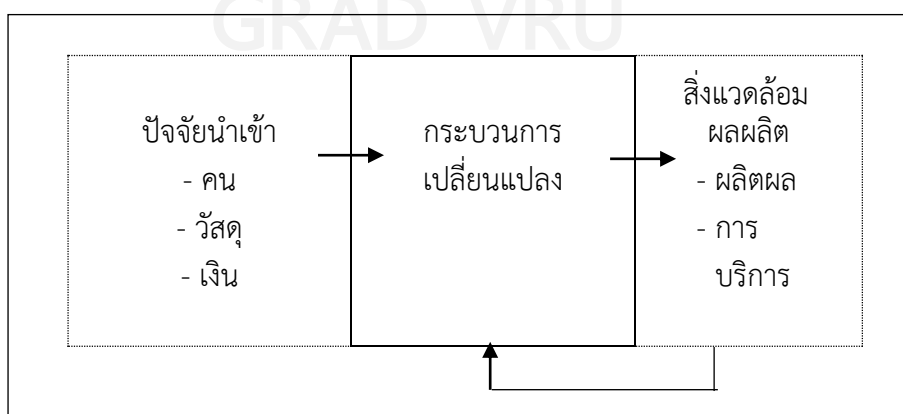 GRAD VRU
ปัจจัยนำเข้า
- คน
- วัสดุ
- เงิน
กระบวนการ
เปลี่ยนแปลง
สิ่งแวดล้อม
ผลผลิต
- ผลิตผล
- การ
บริการ